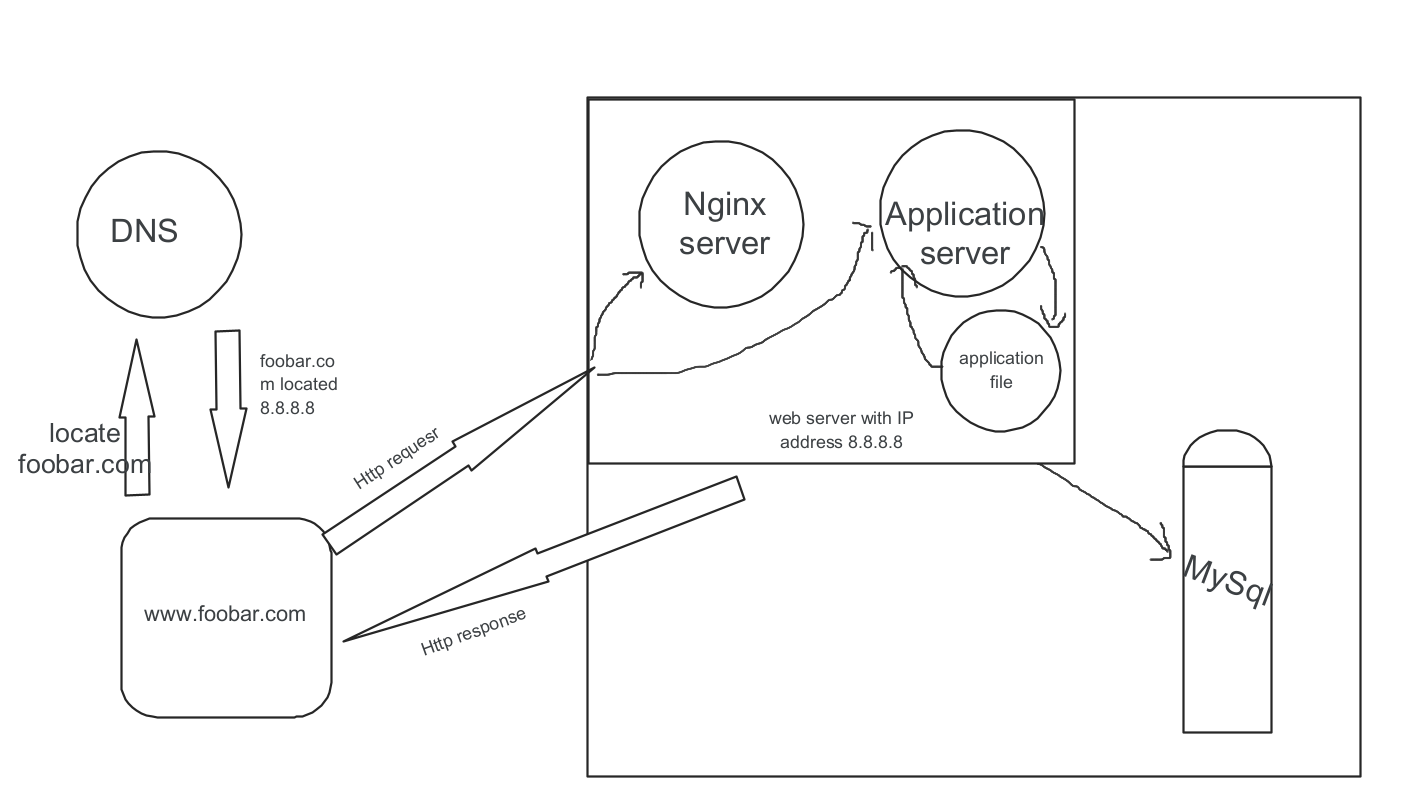 DNS
foobar.co
m located
8.8.8.8
locate
foobar.com
www.foobar.com
Http requesr
Http response
Nginx
server
Application
server
application
file
web server with IP
address 8.8.8.8
MySql